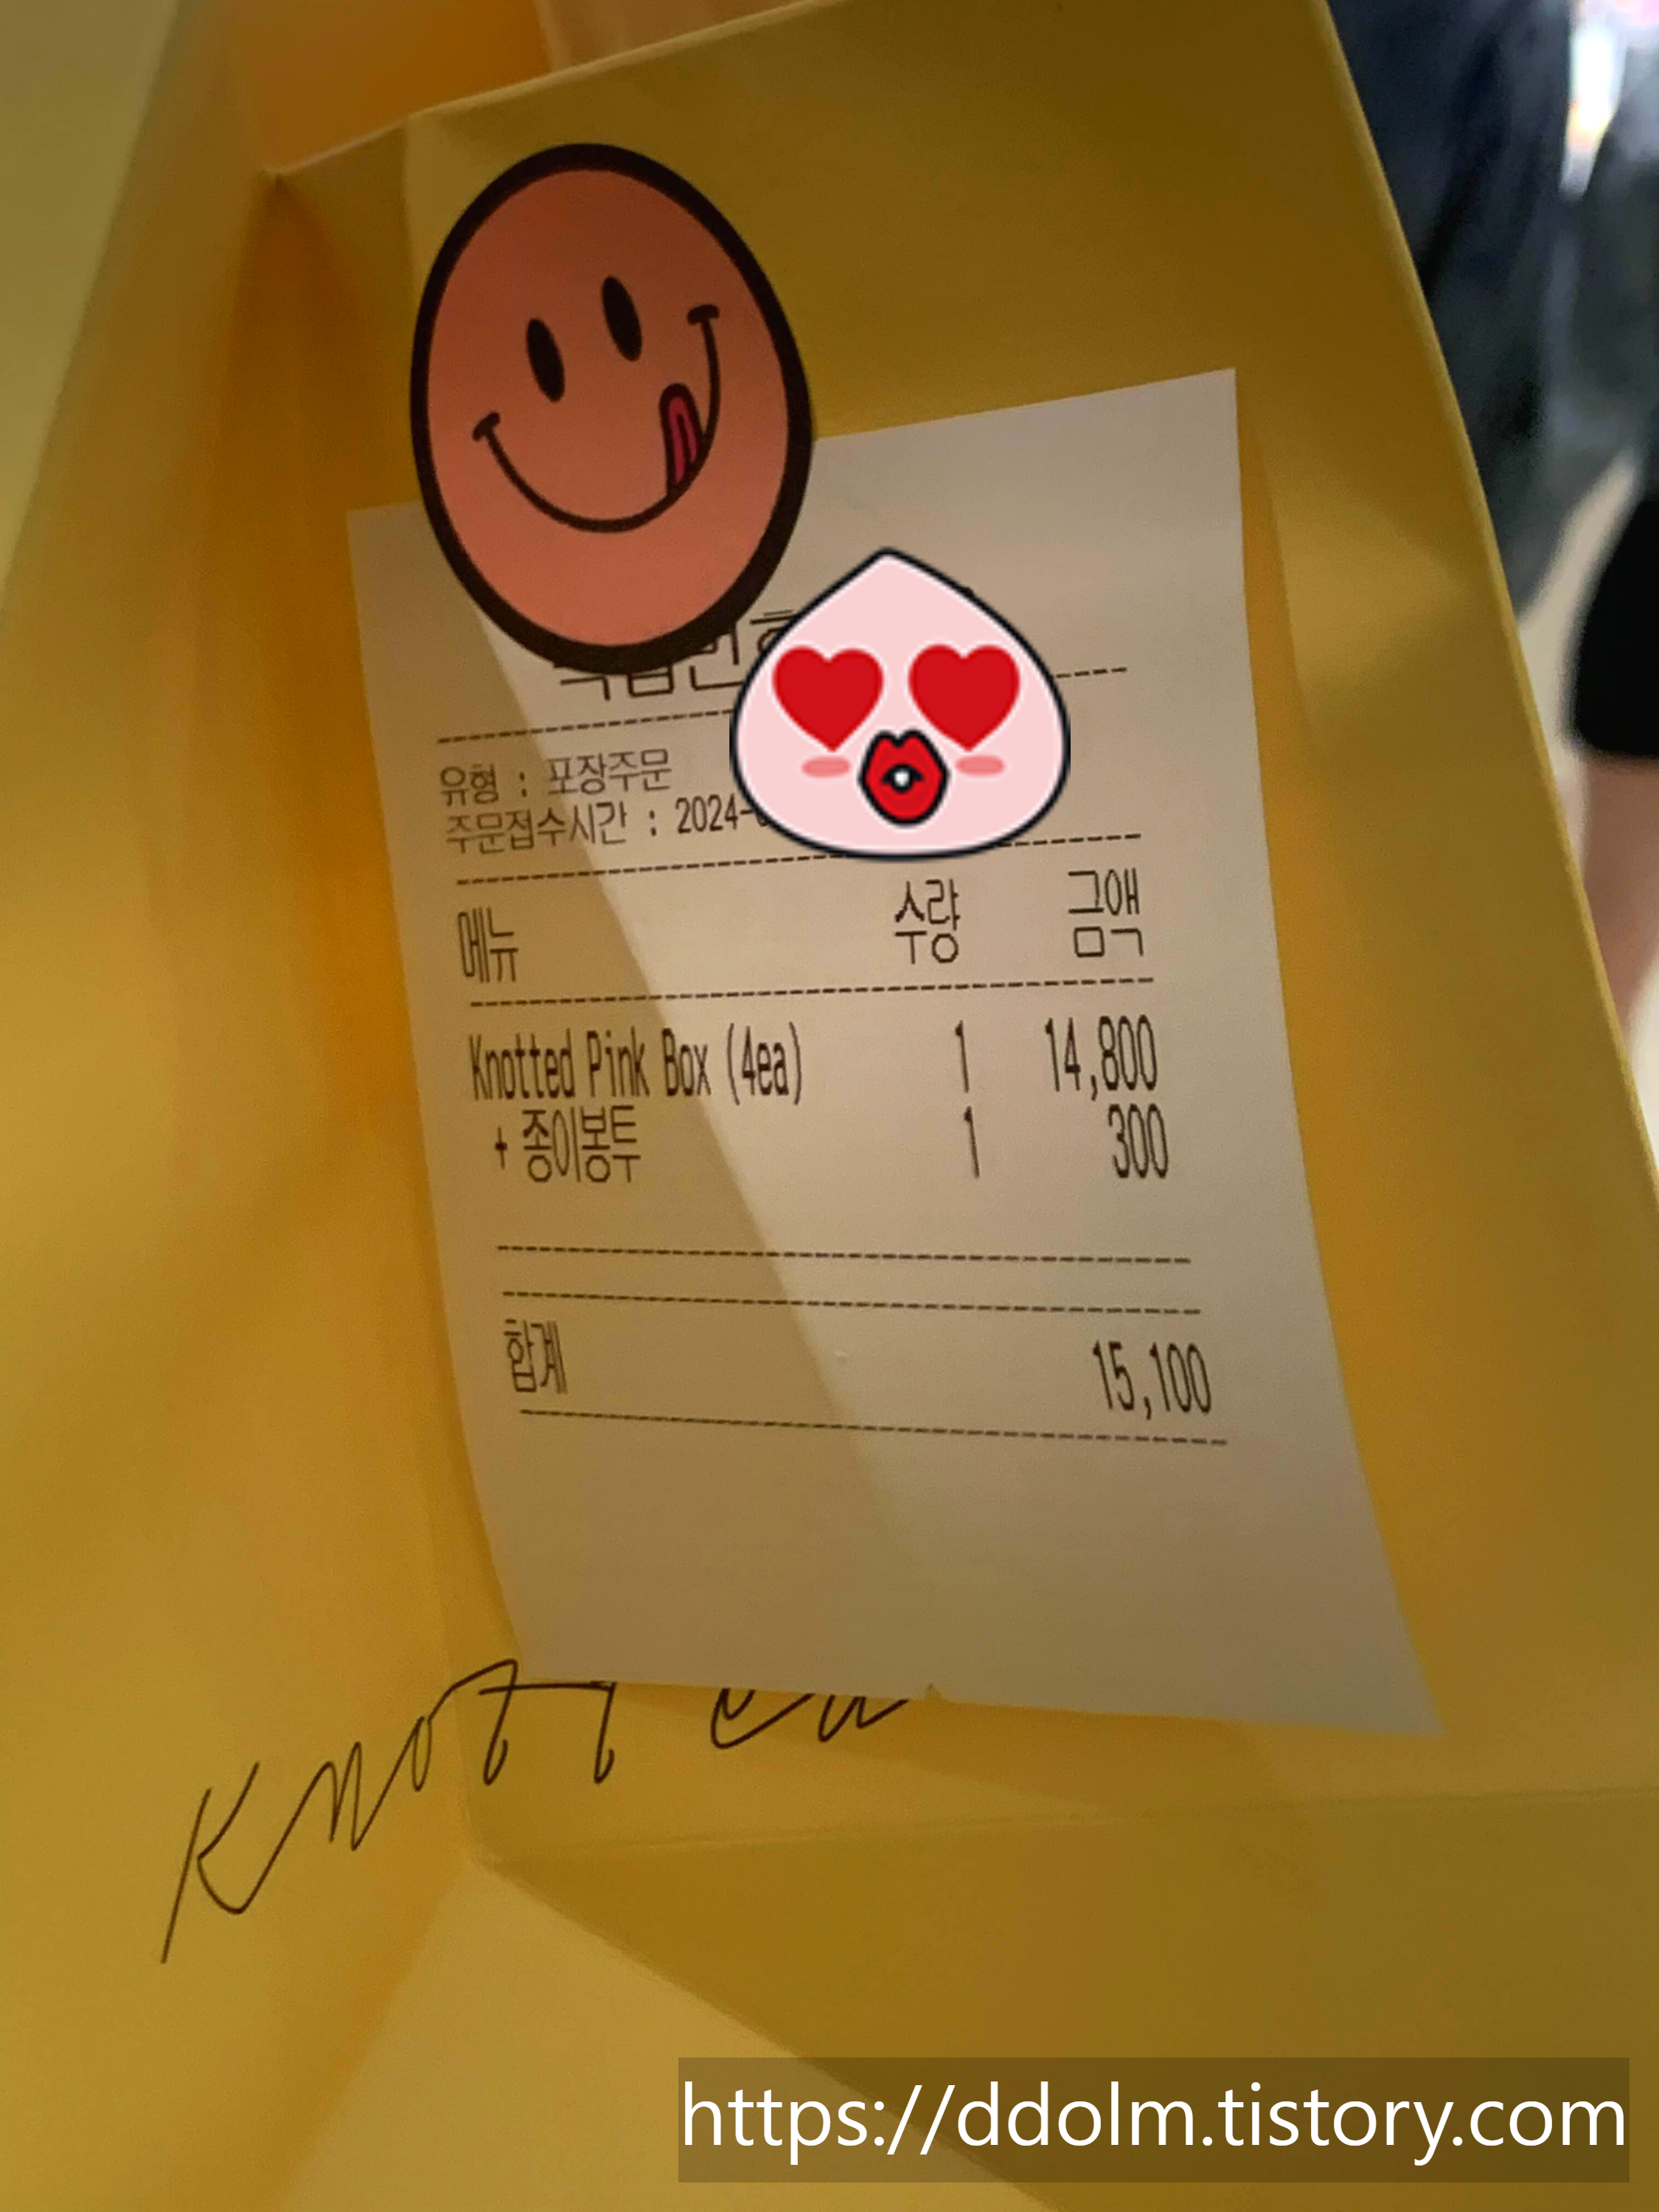 유형 : 포장주문
주문접수시간 : 2024-
메뉴 수량 금액
Knotted Pink Box (4ea) 1 14,800
+ 종이봉투 1 300
합계 15,100
Knotted
https://ddolm.tistory.com